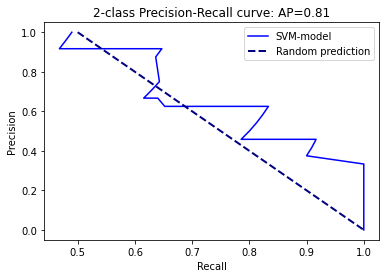 2-class Precision-Recall curve: AP=0.81
SVM-model
Random prediction
Precision
1.0
0.8
0.6
0.4
0.2
0.0
0.5
0.6
0.7
0.8
0.9
1.0
Recall